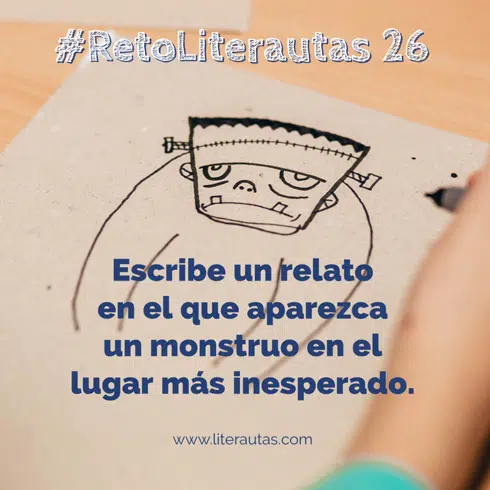 #RetoLiterautas 26
Escribe un relato
en el que aparezca
un monstruo en el
lugar más inesperado.
www.literautas.com